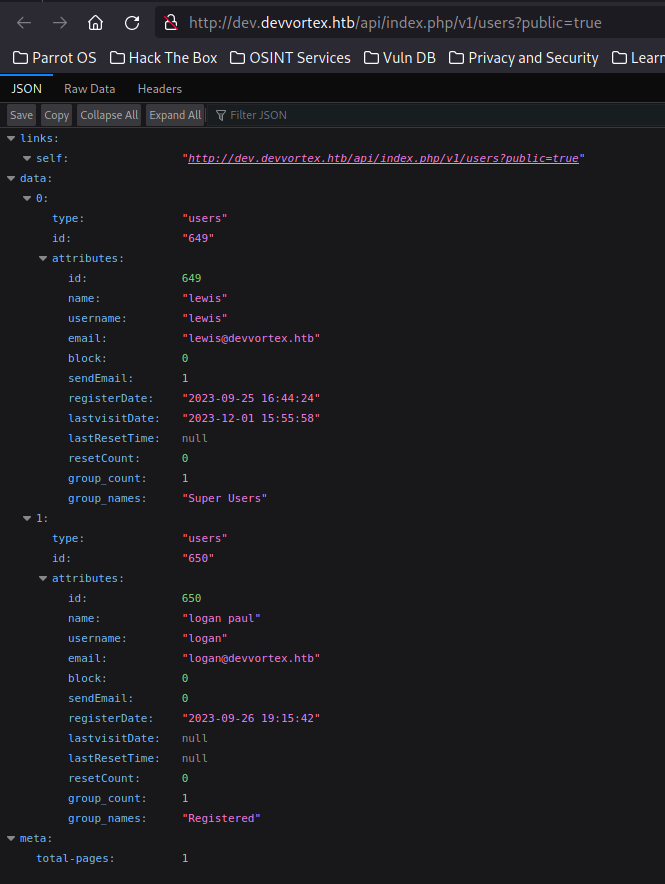 http://dev.devvortex.htb/api/index.php/v1/users?public=true
Parrot OS Hack The Box OSINT Services Vuln DB Privacy and Security Learn
JSON Raw Data Headers
Save Copy Collapse All Expand All Filter JSON
links:
self: "http://dev.devvortex.htb/api/index.php/v1/users?public=true"
data:
0:
type: "users"
id: "649"
attributes:
id: 649
name: "lewis"
username: "lewis"
email: "lewis@devvortex.htb"
block: 0
sendEmail: 1
registerDate: "2023-09-25 16:44:24"
lastvisitDate: "2023-12-01 15:55:58"
lastResetTime: null
resetCount: 0
group_count: 1
group_names: "Super Users"
1:
type: "users"
id: "650"
attributes:
id: 650
name: "logan paul"
username: "logan"
email: "logan@devvortex.htb"
block: 0
sendEmail: 0
registerDate: "2023-09-26 19:15:42"
lastvisitDate: null
lastResetTime: null
resetCount: 0
group_count: 1
group_names: "Registered"
meta:
total-pages: 1